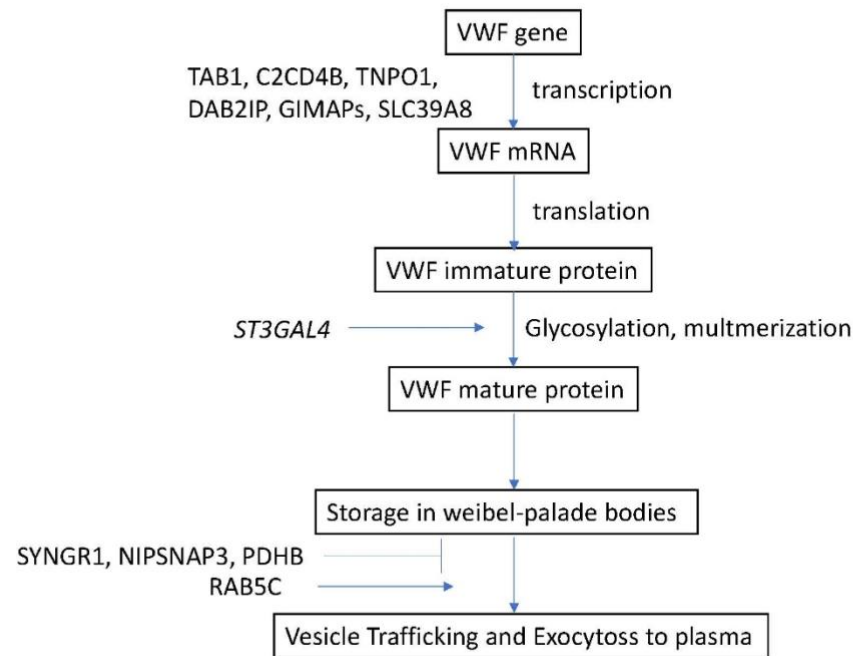 VWF gene
TAB1, C2CD4B, TNPO1,
DAB2IP, GIMAPs, SLC39A8
transcription
VWF mRNA
translation
VWF immature protein
ST3GAL4
Glycosylation, multmerization
VWF mature protein
Storage in weibel-palade bodies
SYNGR1, NIPSNAP3, PDHB
RAB5C
Vesicle Trafficking and Exocytoss to plasma